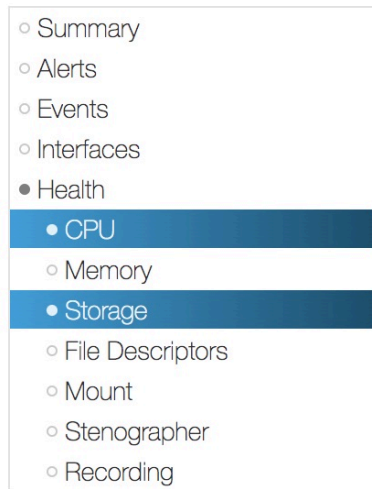 Summary
Alerts
Events
Interfaces
Health
CPU
Memory
Storage
File Descriptors
Mount
Stenographer
Recording